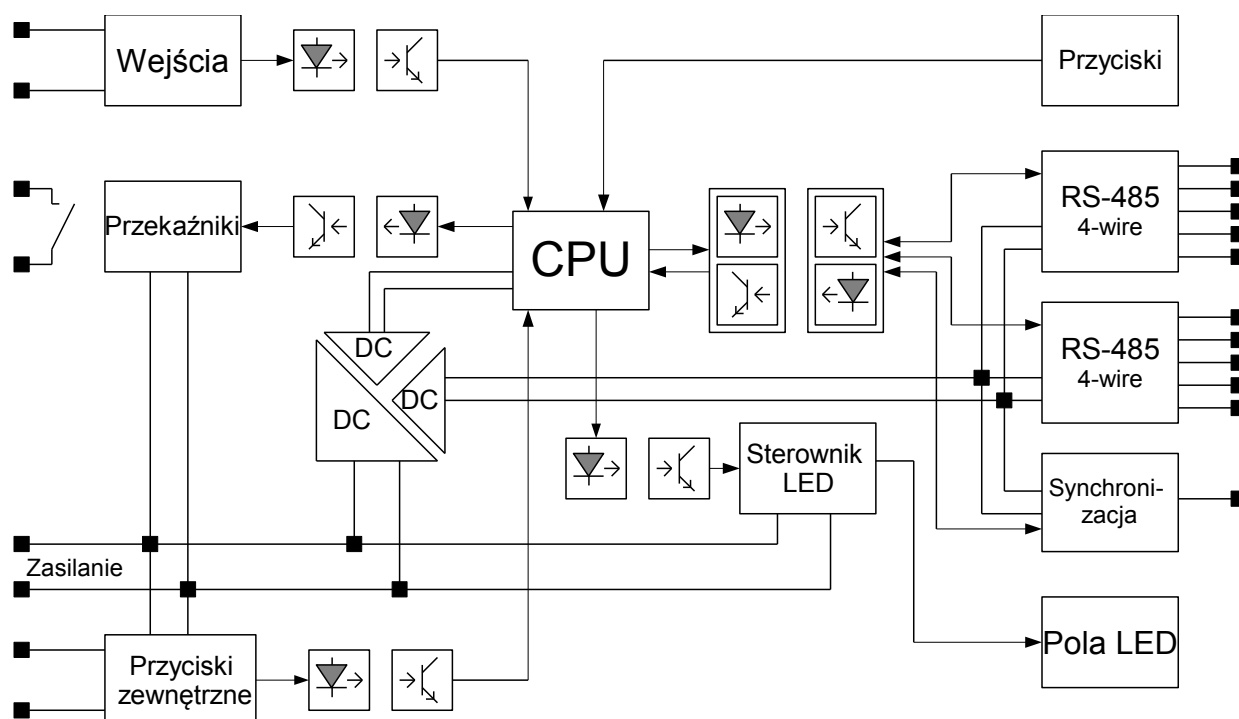 Wejścia
Przyciski
Przekaźniki
CPU
RS-485
4-wire
DC
DC
DC
RS-485
4-wire
Sterownik
LED
Synchroni-
zacja
Zasilanie
Pola LED
Przyciski
zewnętrzne